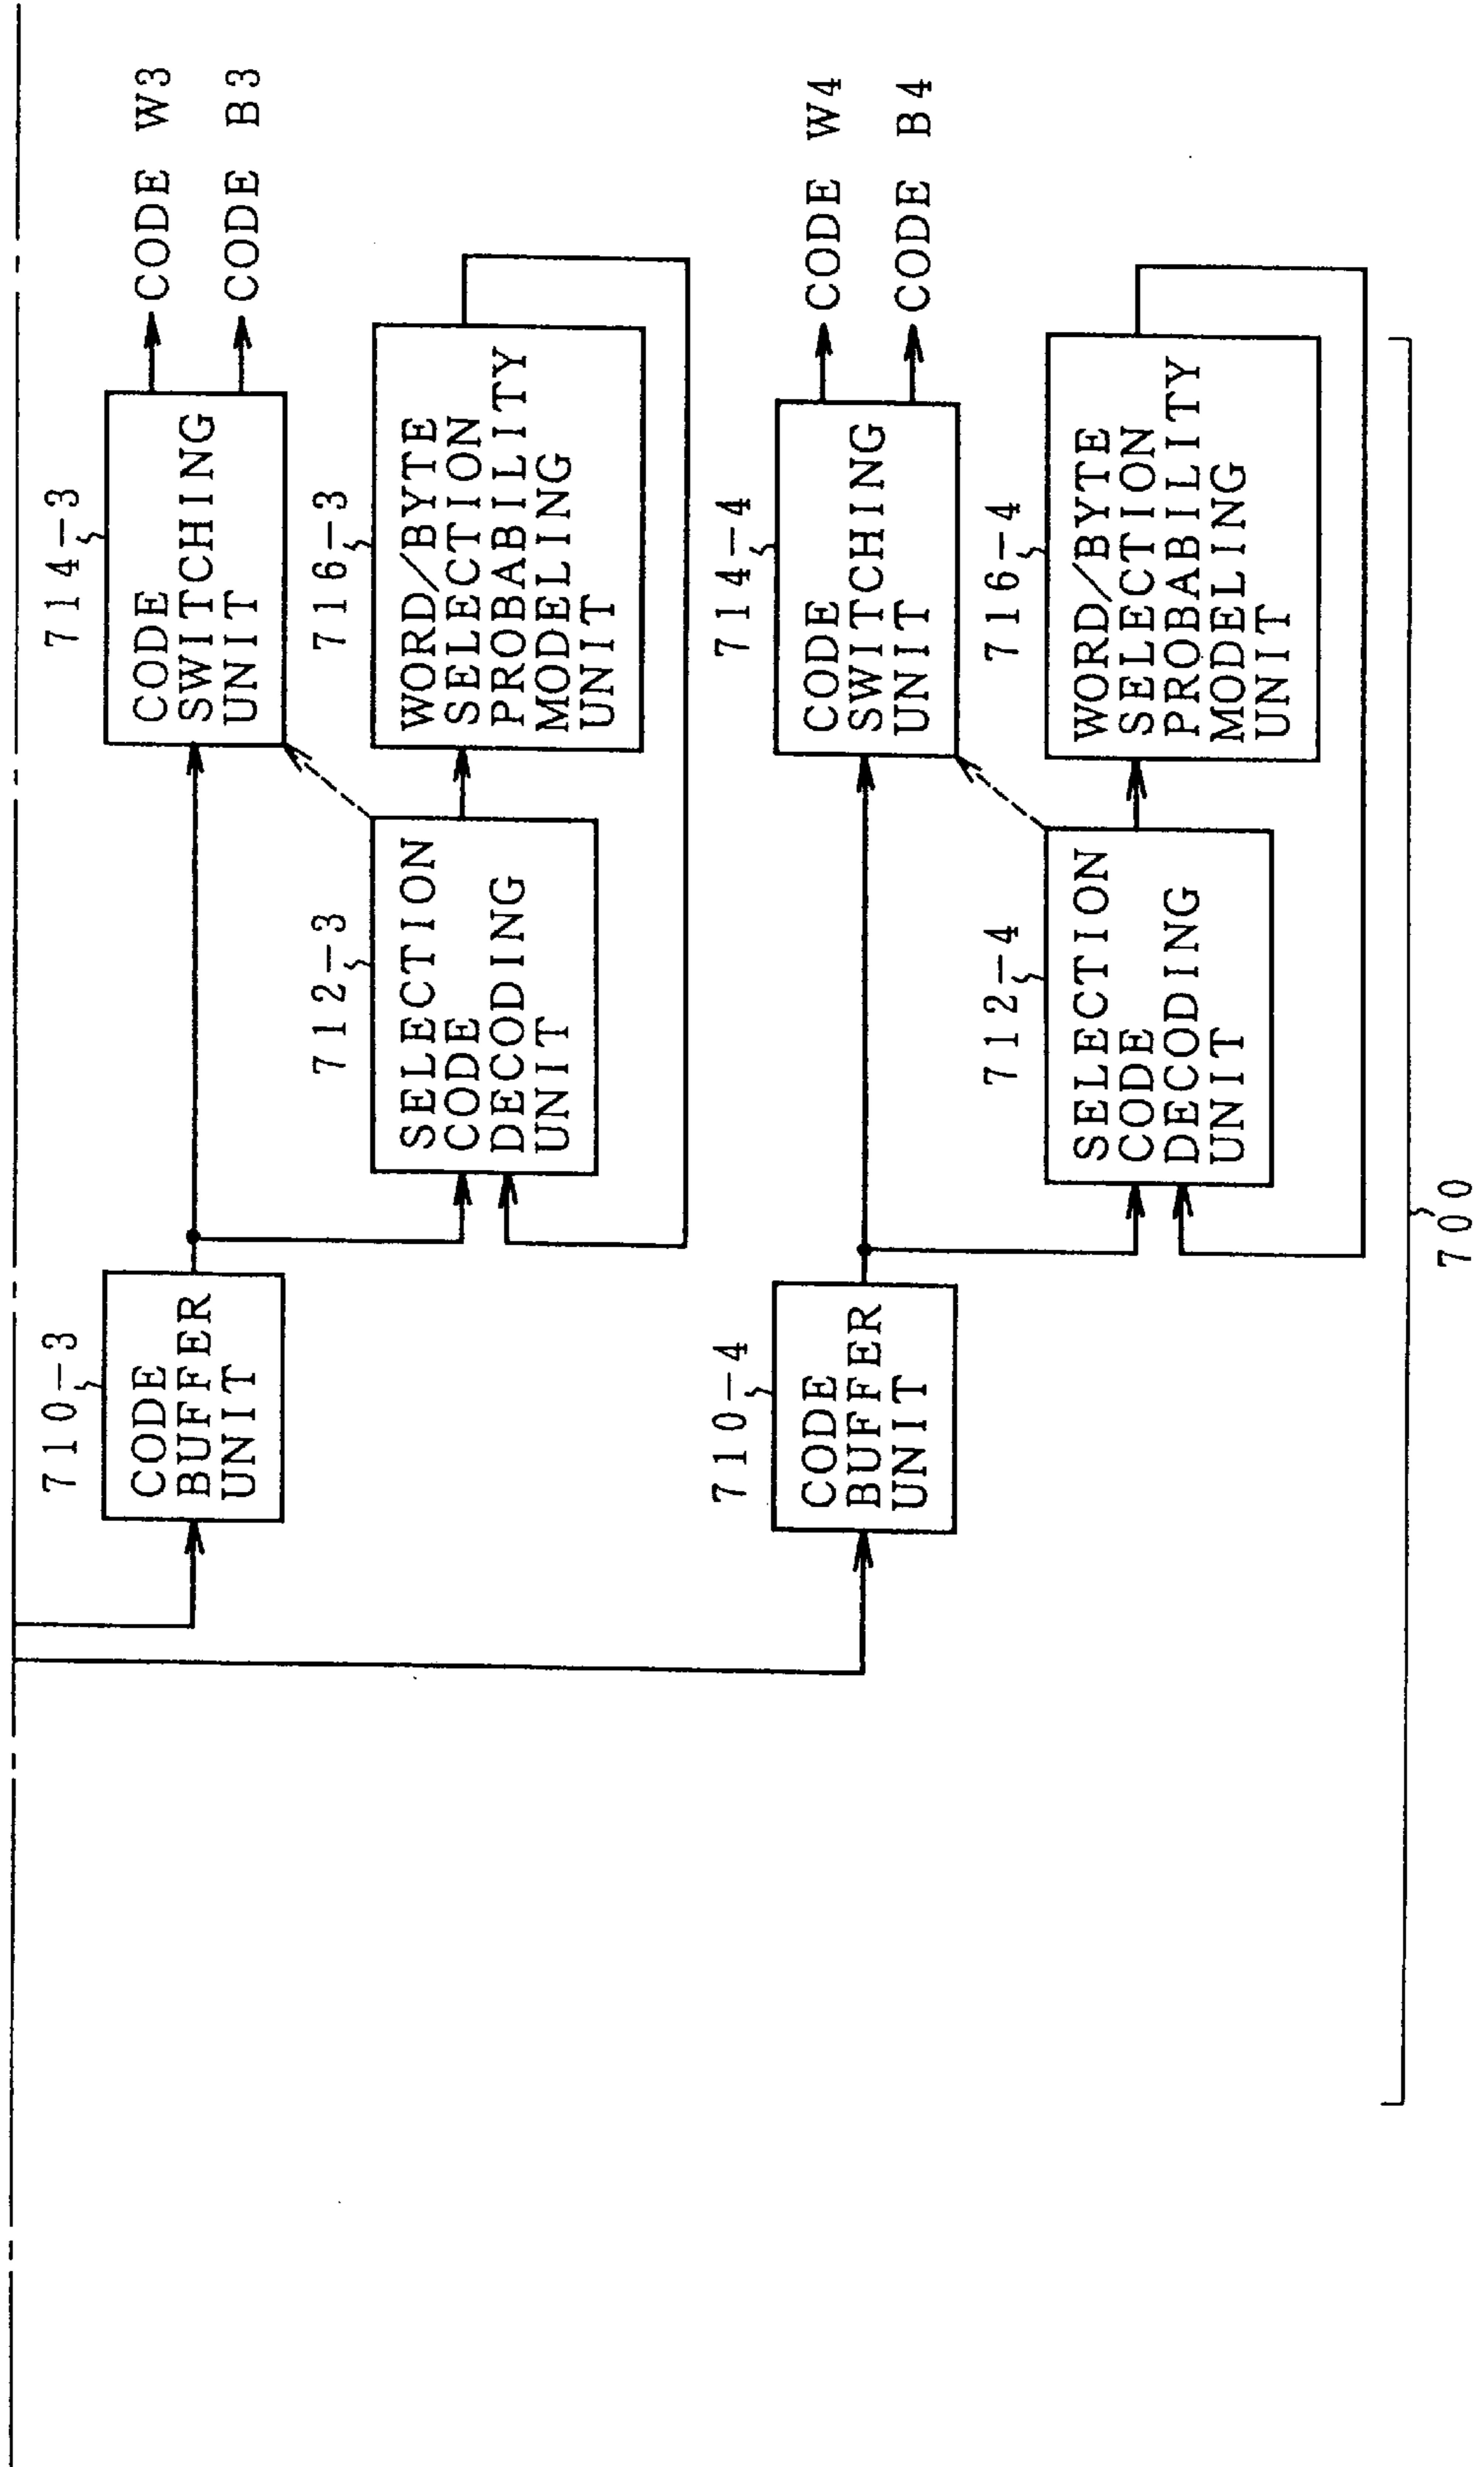 710-3
CODE
BUFFER
UNIT
714-3
CODE
SWITCHING
UNIT
CODE W3
CODE B3
712-3
SELECTION
CODE
DECODING
UNIT
716-3
WORD/BYTE
SELECTION
PROBABILITY
MODELING
UNIT
710-4
CODE
BUFFER
UNIT
714-4
CODE
SWITCHING
UNIT
CODE W4
CODE B4
712-4
SELECTION
CODE
DECODING
UNIT
716-4
WORD/BYTE
SELECTION
PROBABILITY
MODELING
UNIT
700